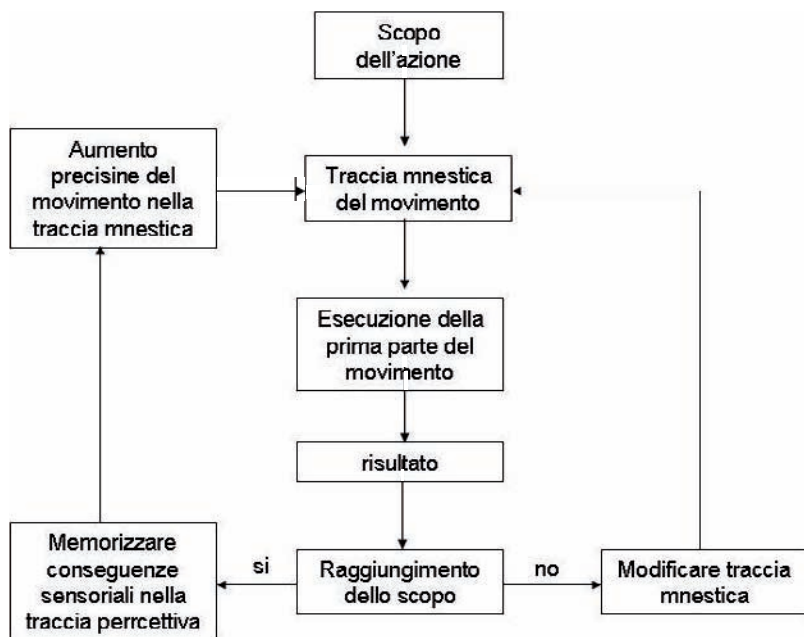 Scopo
dell'azione
Aumento
precisine del
movimento nella
traccia mnestica
Traccia mnestica
del movimento
Esecuzione della
prima parte del
movimento
risultato
Memorizzare
conseguenze
sensoriali nella
traccia perrcettiva
si
Raggiungimento
dello scopo
no
Modificare traccia
mnestica